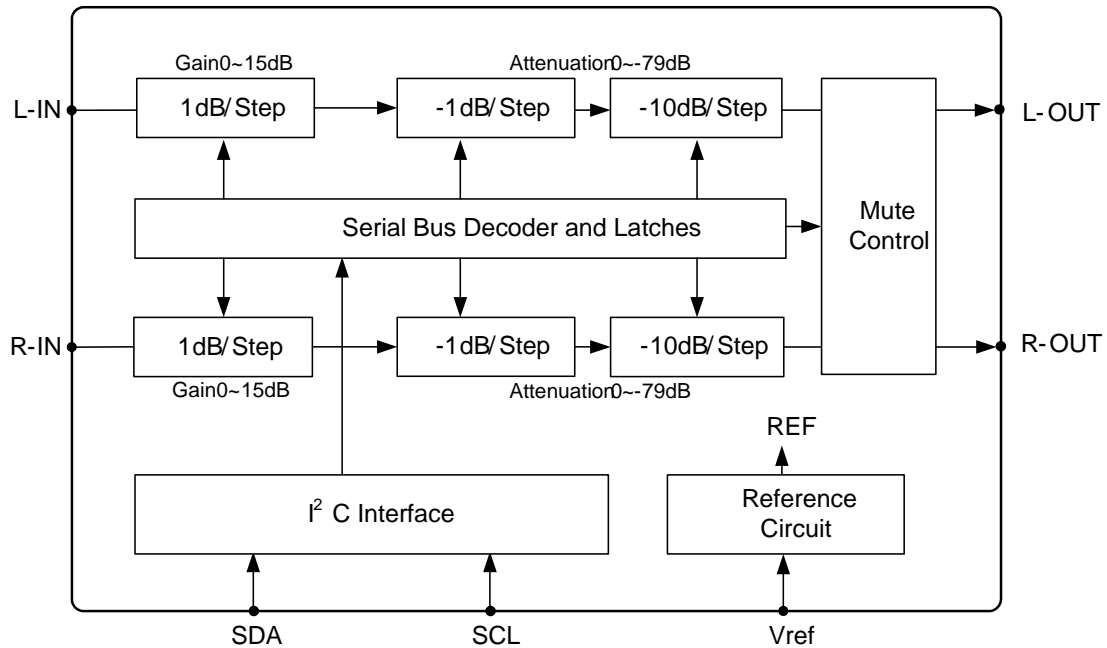 Gain0~15dB
Attenuation0~-79dB
L-IN
1dB/Step
-1dB/Step
-10dB/Step
L-OUT
Serial Bus Decoder and Latches
Mute
Control
R-IN
1dB/Step
-1dB/Step
-10dB/Step
R-OUT
Gain0~15dB
Attenuation0~-79dB
REF
I² C Interface
Reference
Circuit
SDA
SCL
Vref